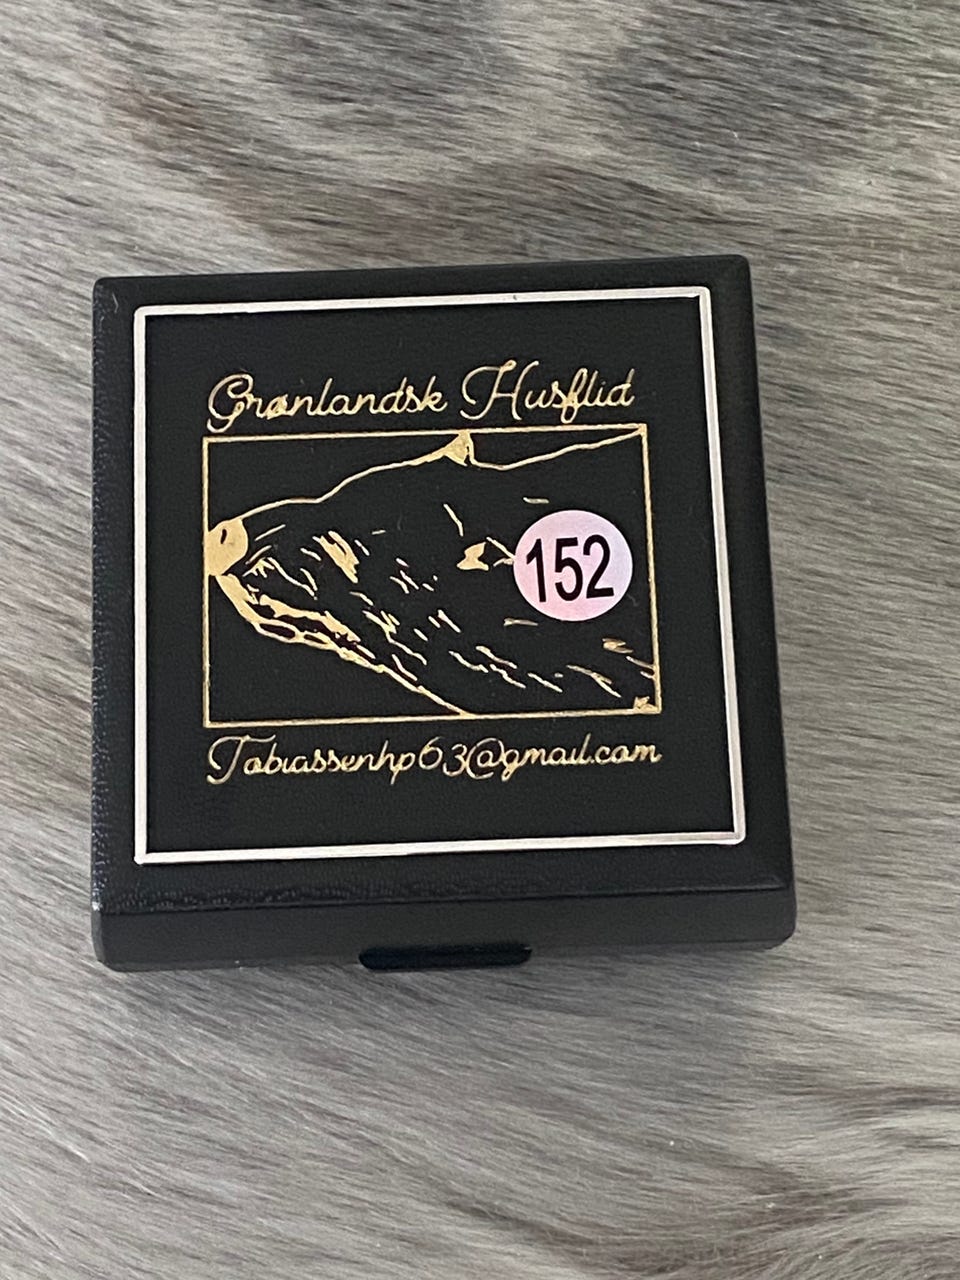 Grønlandsk Husflid
152
Tobiassenhp63@gmail.com